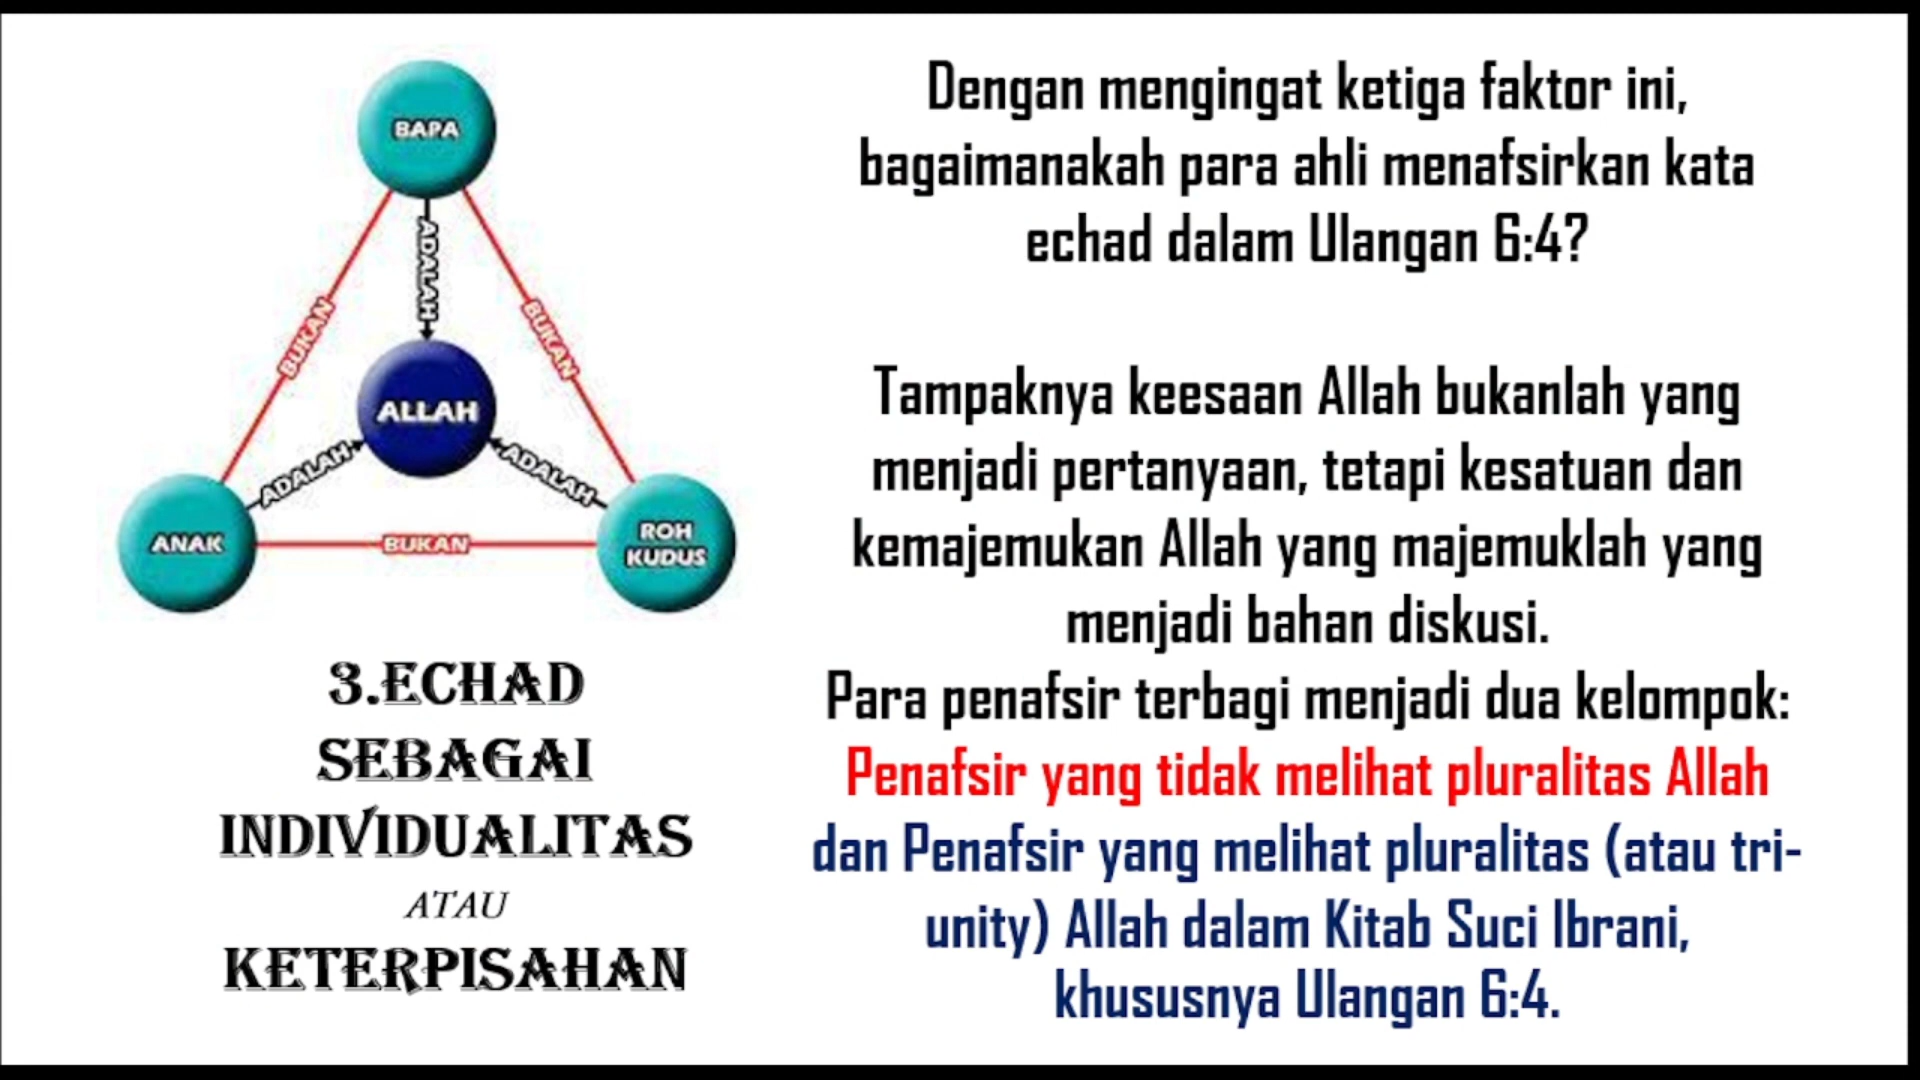 BAPA
ADALAH
BUKAN
BUKAN
ALLAH
ADALAH
ADALAH
ANAK
BUKAN
ROH
KUDUS
3.ECHAD
SEBAGAI
INDIVIDUALITAS
ATAU
KETERPISAHAN
Dengan mengingat ketiga faktor ini,
bagaimanakah para ahli menafsirkan kata
echad dalam Ulangan 6:4?
Tampaknya keesaan Allah bukanlah yang
menjadi pertanyaan, tetapi kesatuan dan
kemajemukan Allah yang majemuklah yang
menjadi bahan diskusi.
Para penafsir terbagi menjadi dua kelompok:
Penafsir yang tidak melihat pluralitas Allah
dan Penafsir yang melihat pluralitas (atau tri-
unity) Allah dalam Kitab Suci Ibrani,
khususnya Ulangan 6:4.